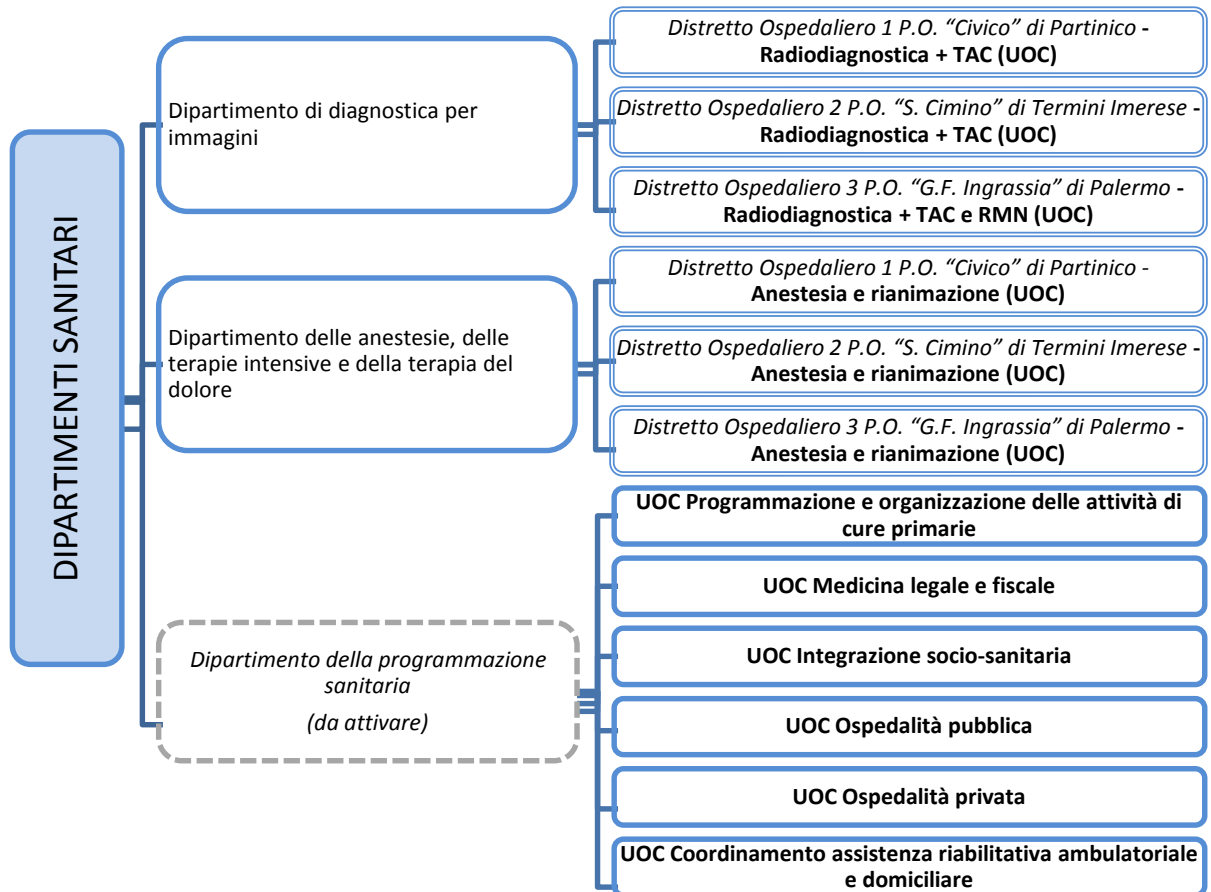 DIPARTIMENTI SANITARI
Dipartimento di diagnostica per
immagini
Distretto Ospedaliero 1 P.O. “Civico” di Partinico -
Radiodiagnostica + TAC (UOC)
Distretto Ospedaliero 2 P.O. “S. Cimino” di Termini Imerese -
Radiodiagnostica + TAC (UOC)
Distretto Ospedaliero 3 P.O. “G.F. Ingrassia” di Palermo -
Radiodiagnostica + TAC e RMN (UOC)
Dipartimento delle anestesie, delle
terapie intensive e della terapia del
dolore
Distretto Ospedaliero 1 P.O. “Civico” di Partinico -
Anestesia e rianimazione (UOC)
Distretto Ospedaliero 2 P.O. “S. Cimino” di Termini Imerese -
Anestesia e rianimazione (UOC)
Distretto Ospedaliero 3 P.O. “G.F. Ingrassia” di Palermo -
Anestesia e rianimazione (UOC)
Dipartimento della programmazione
sanitaria
(da attivare)
UOC Programmazione e organizzazione delle attività di
cure primarie
UOC Medicina legale e fiscale
UOC Integrazione socio-sanitaria
UOC Ospedalità pubblica
UOC Ospedalità privata
UOC Coordinamento assistenza riabilitativa ambulatoriale
e domiciliare